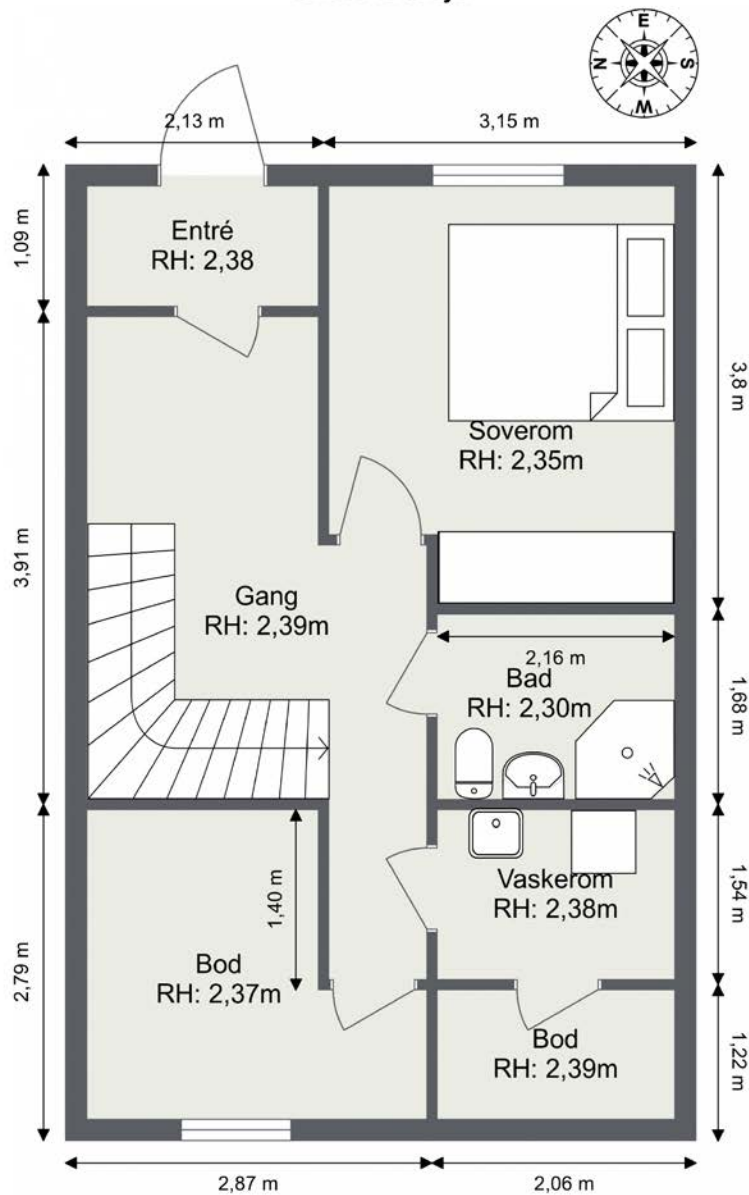 E
N
S
W
2,13 m
3,15 m
1,09 m
Entré
RH: 2,38
3,8 m
Soverom
RH: 2,35m
3,91 m
Gang
RH: 2,39m
2,16 m
Bad
RH: 2,30m
1,68 m
1,40 m
Vaskerom
RH: 2,38m
1,54 m
2,79 m
Bod
RH: 2,37m
Bod
RH: 2,39m
1,22 m
2,87 m
2,06 m